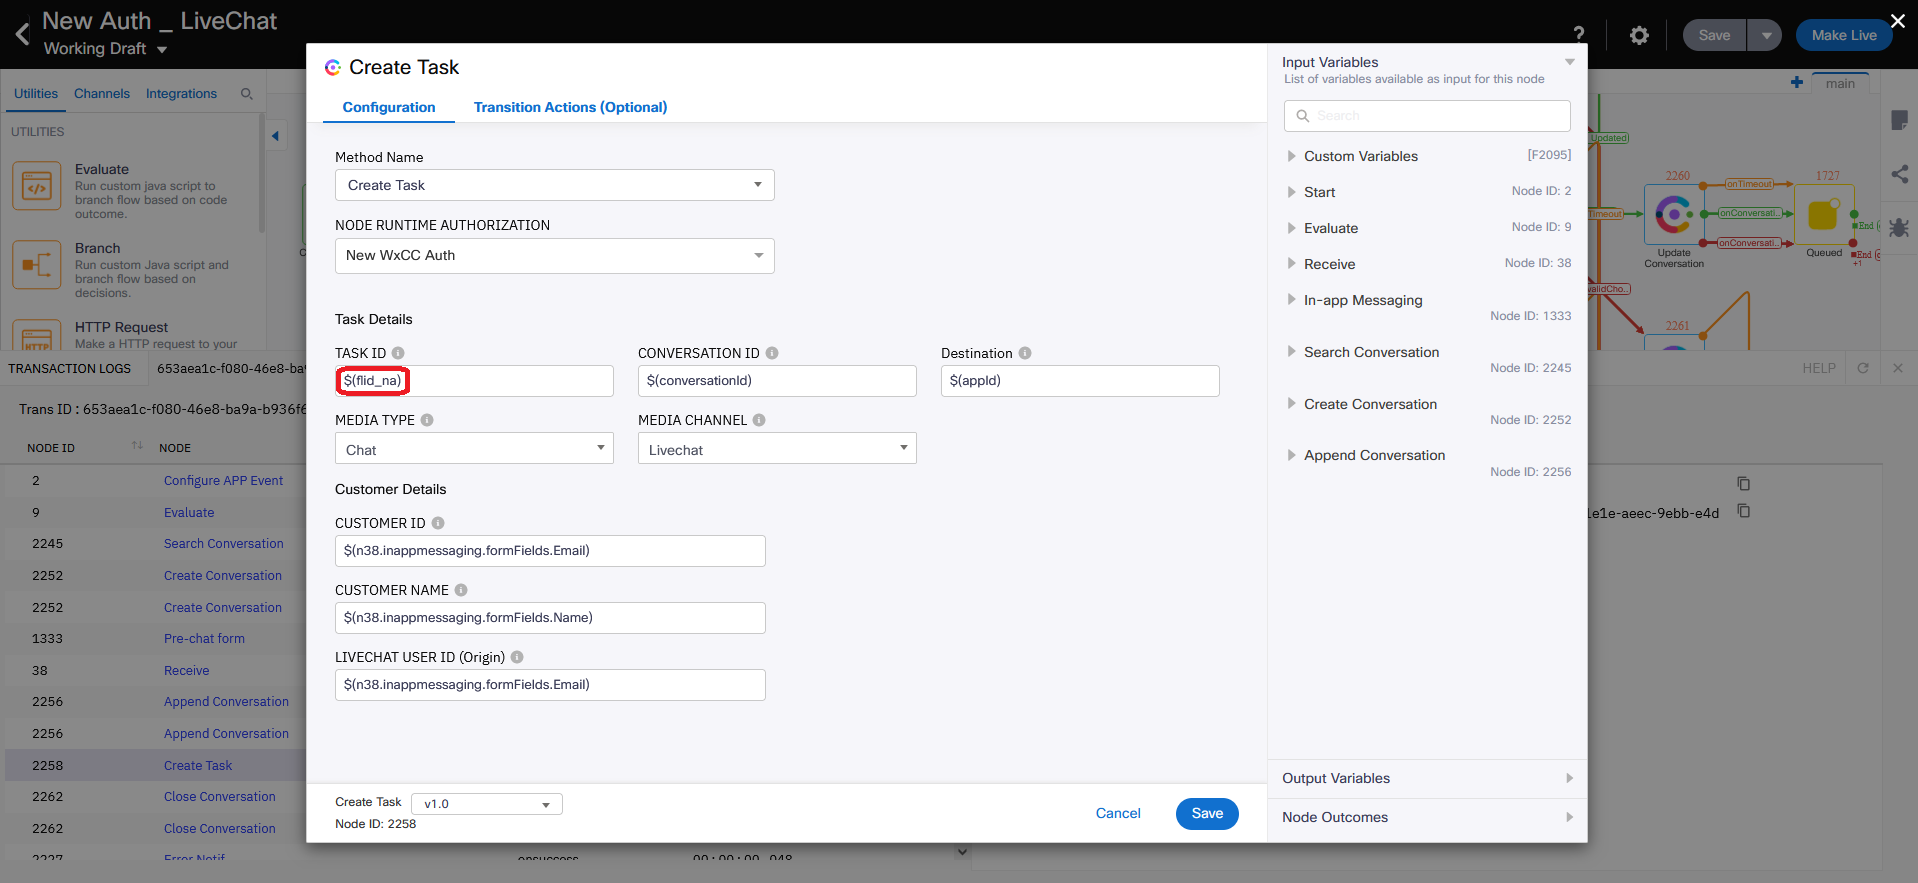 New Auth _ LiveChat
Working Draft
?
Save
Make Live
Utilities
Channels
Integrations
UTILITIES
Evaluate
Run custom java script to
branch flow based on code
outcome.
Branch
Run custom Java script and
branch flow based on
decisions.
HTTP Request
Make a HTTP request to your
TRANSACTION LOGS
653aea1c-f080-46e8-ba9
HELP
Trans ID : 653aea1c-f080-46e8-ba9a-b936f6
NODE ID
NODE
2
Configure APP Event
9
Evaluate
2245
Search Conversation
2252
Create Conversation
2252
Create Conversation
1333
Pre-chat form
38
Receive
2256
Append Conversation
2256
Append Conversation
2258
Create Task
2262
Close Conversation
2262
Close Conversation
2227
Error Notif
onsuccess
00:00:00.048
Create Task
Configuration
Transition Actions (Optional)
Method Name
Create Task
NODE RUNTIME AUTHORIZATION
New WxCC Auth
Task Details
TASK ID
CONVERSATION ID
Destination
$(flid_na)
$(conversationId)
$(appId)
MEDIA TYPE
MEDIA CHANNEL
Chat
Livechat
Customer Details
CUSTOMER ID
$(n38.inappmessaging.formFields.Email)
CUSTOMER NAME
$(n38.inappmessaging.formFields.Name)
LIVECHAT USER ID (Origin)
$(n38.inappmessaging.formFields.Email)
Create Task
v1.0
Node ID: 2258
Cancel
Save
Input Variables
List of variables available as input for this node
Search
Custom Variables
[F2095]
Start
Node ID: 2
Evaluate
Node ID: 9
Receive
Node ID: 38
In-app Messaging
Node ID: 1333
Search Conversation
Node ID: 2245
Create Conversation
Node ID: 2252
Append Conversation
Node ID: 2256
Output Variables
Node Outcomes
main
Updated
2260
onTimeout
1727
Timeout
onConversati..
onConversati..
End
Update
Conversation
Queued
End
+1
validCho..
2261
1e1e-aeec-9ebb-e4d